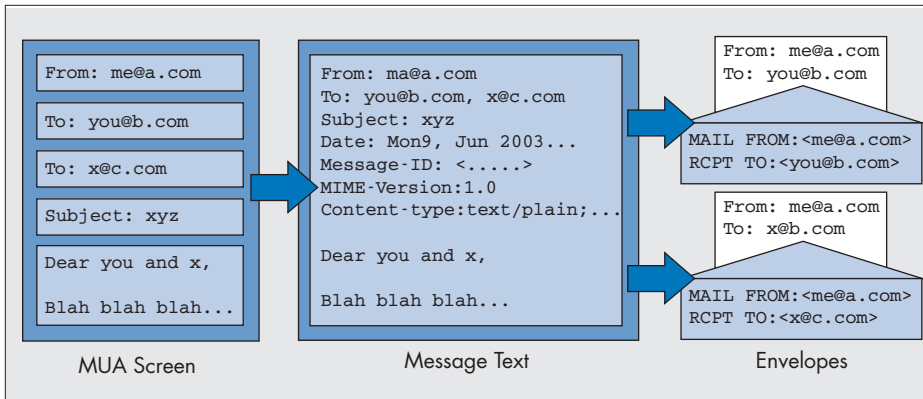 From: me@a.com
To: you@b.com
To: x@c.com
Subject: xyz
Dear you and x,
Blah blah blah...
MUA Screen
From: ma@a.com
To: you@b.com, x@c.com
Subject: xyz
Date: Mon9, Jun 2003...
Message-ID: <.....>
MIME-Version:1.0
Content-type:text/plain;...
Dear you and x,
Blah blah blah...
Message Text
From: me@a.com
To: you@b.com
MAIL FROM:<me@a.com>
RCPT TO:<you@b.com>
From: me@a.com
To: x@b.com
MAIL FROM:<me@a.com>
RCPT TO:<x@c.com>
Envelopes